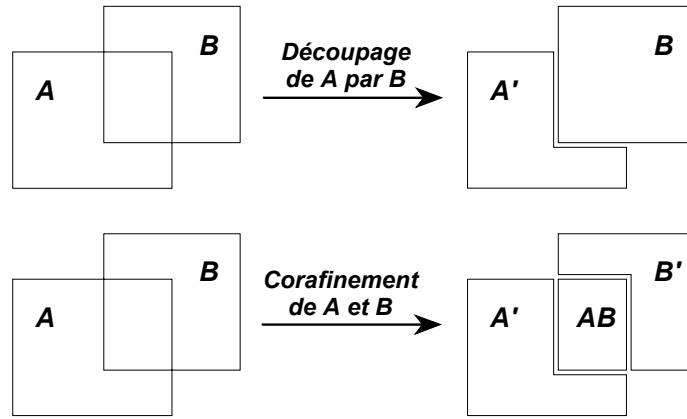 A
B
Découpage
de A par B
A'
B
A
B
Corafinement
de A et B
A'
AB
B'